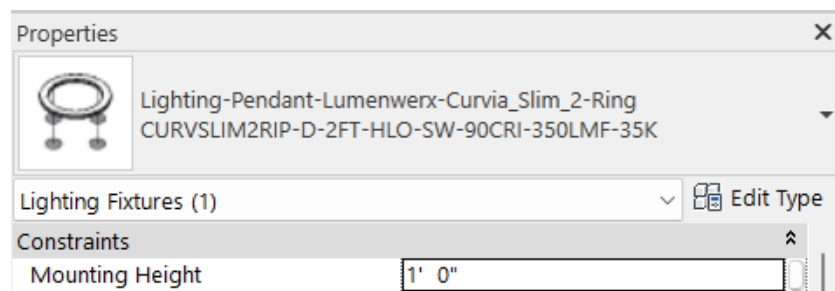 Properties
Lighting-Pendant-Lumenwerx-Curvia_Slim_2-Ring
CURVSLIM2RIP-D-2FT-HLO-SW-90CRI-350LMF-35K
Lighting Fixtures (1)
Edit Type
Constraints
Mounting Height
1'  0"